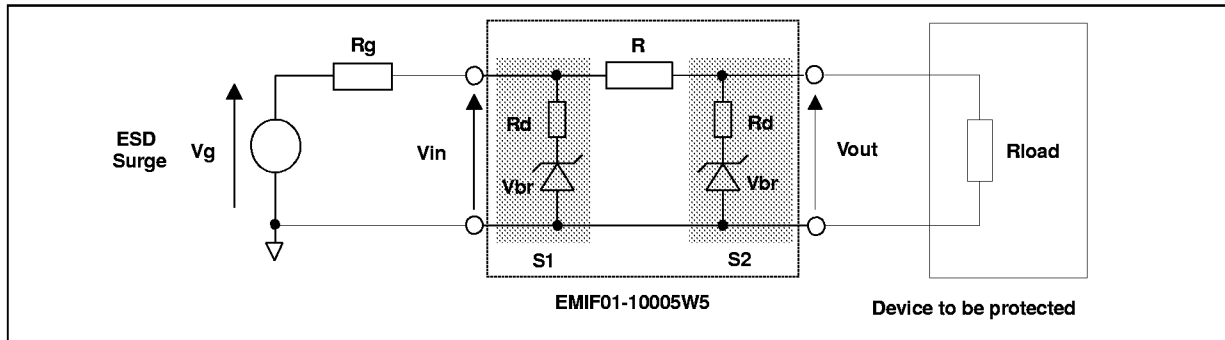 Rg
R
ESD
Surge
Vg
Vin
Rd
Vbr
Rd
Vbr
Vout
Rload
S1
S2
EMIF01-10005W5
Device to be protected